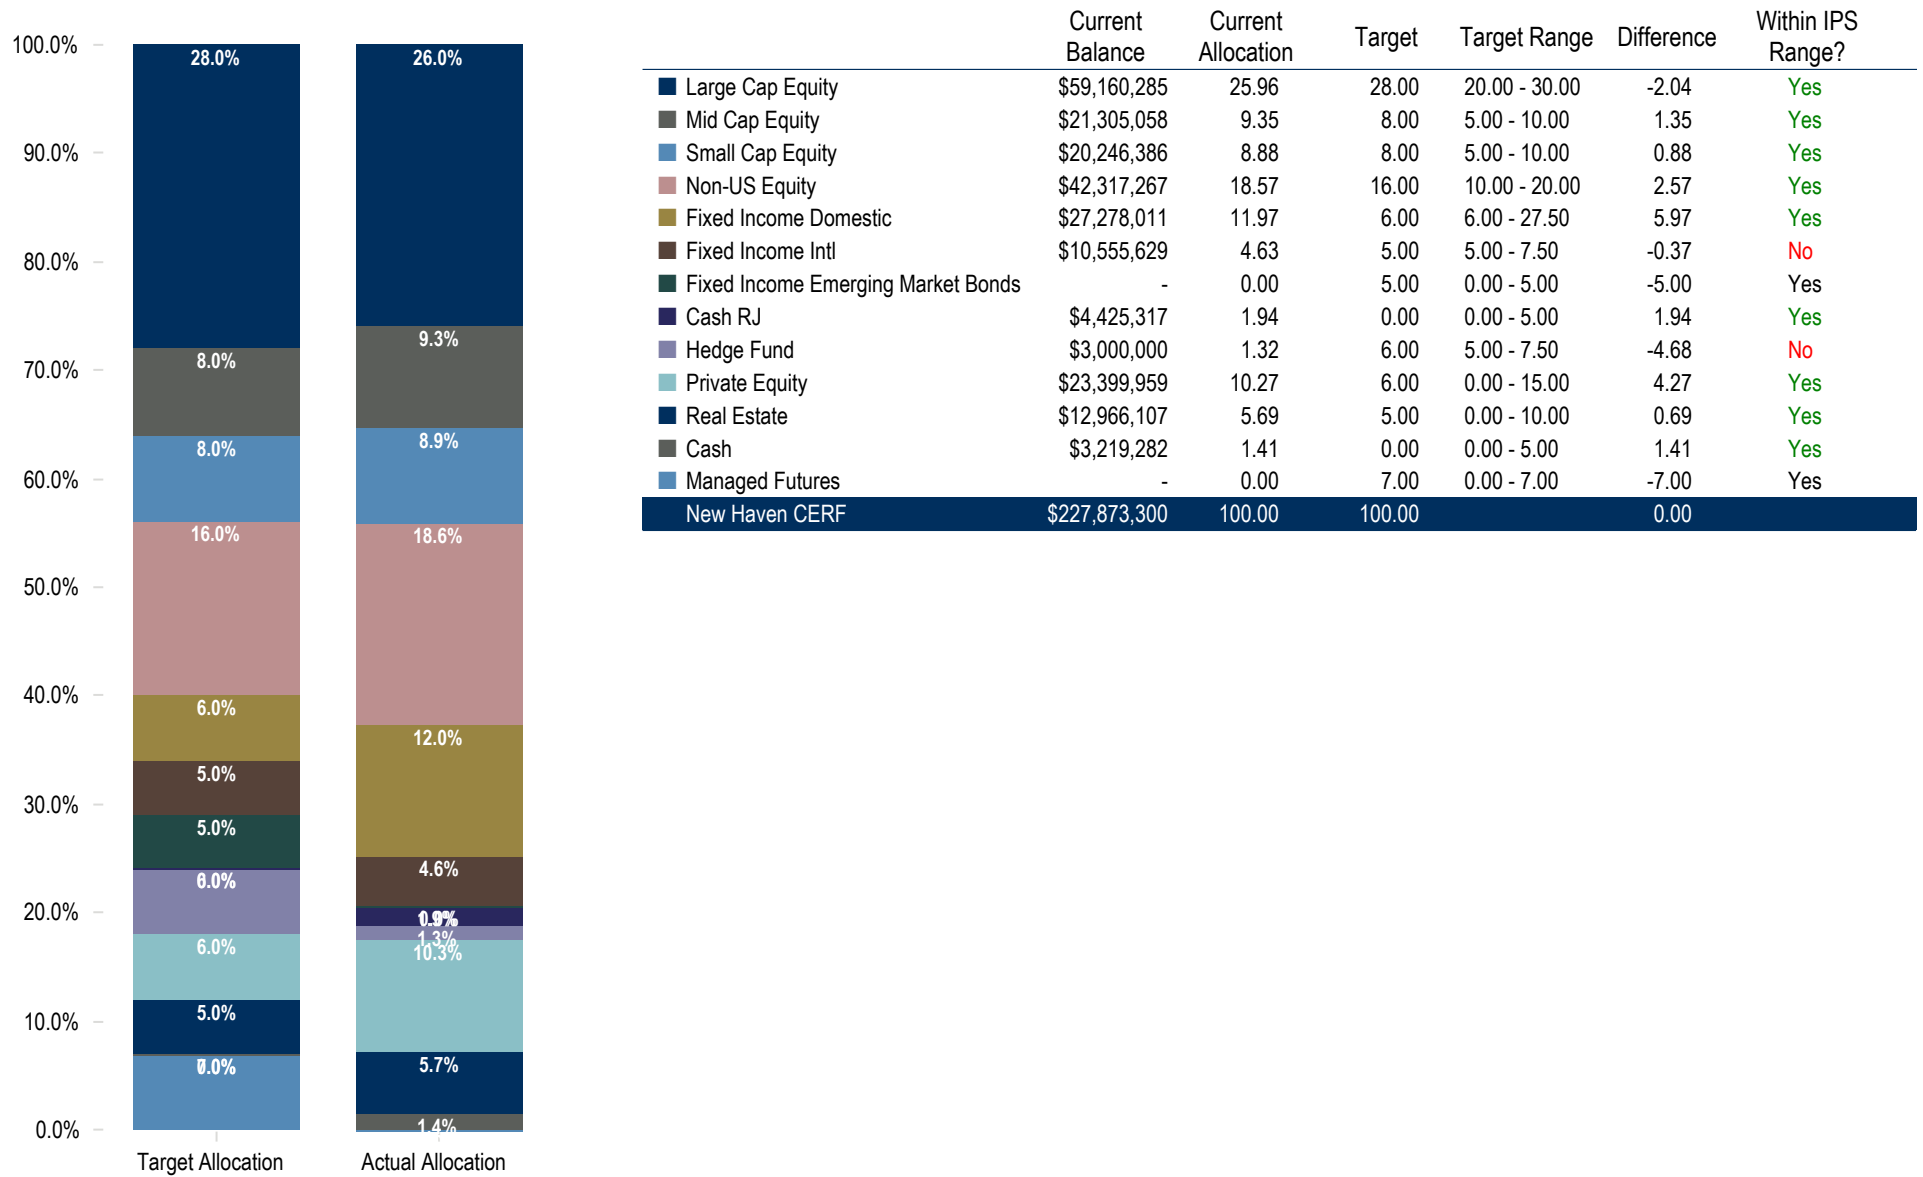 100.0%
90.0%
80.0%
70.0%
60.0%
50.0%
40.0%
30.0%
20.0%
10.0%
0.0%
28.0%
8.0%
8.0%
16.0%
6.0%
5.0%
5.0%
6.0%
5.0%
26.0%
9.3%
8.9%
18.6%
12.0%
4.6%
1.3%
10.3%
5.7%
1.4%
Target Allocation
Actual Allocation
Current Balance Current Allocation Target Target Range Difference Within IPS Range?
Large Cap Equity $59,160,285 25.96 28.00 20.00 - 30.00 -2.04 Yes
Mid Cap Equity $21,305,058 9.35 8.00 5.00 - 10.00 1.35 Yes
Small Cap Equity $20,246,386 8.88 8.00 5.00 - 10.00 0.88 Yes
Non-US Equity $42,317,267 18.57 16.00 10.00 - 20.00 2.57 Yes
Fixed Income Domestic $27,278,011 11.97 6.00 6.00 - 27.50 5.97 Yes
Fixed Income Intl $10,555,629 4.63 5.00 5.00 - 7.50 -0.37 No
Fixed Income Emerging Market Bonds - 0.00 5.00 0.00 - 5.00 -5.00 Yes
Cash RJ $4,425,317 1.94 0.00 0.00 - 5.00 1.94 Yes
Hedge Fund $3,000,000 1.32 6.00 5.00 - 7.50 -4.68 No
Private Equity $23,399,959 10.27 6.00 0.00 - 15.00 4.27 Yes
Real Estate $12,966,107 5.69 5.00 0.00 - 10.00 0.69 Yes
Cash $3,219,282 1.41 0.00 0.00 - 5.00 1.41 Yes
Managed Futures - 0.00 7.00 0.00 - 7.00 -7.00 Yes
New Haven CERF $227,873,300 100.00 100.00 0.00